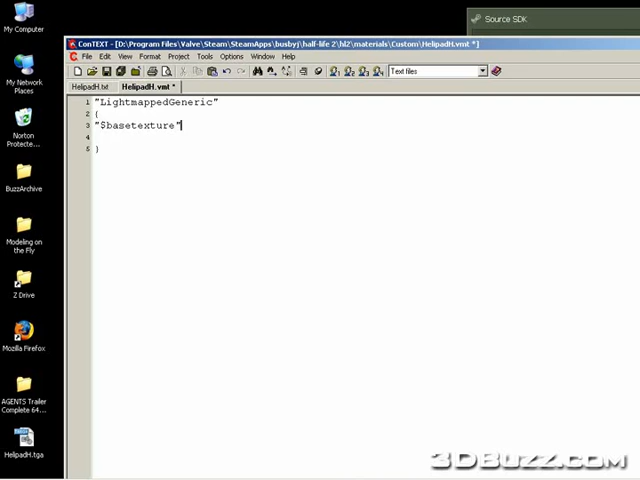 My Computer
My Network
Places
Norton
Protecte...
BuzzArchive
Modeling on
the Fly
Z Drive
Mozilla Firefox
AGENTS Trailer
Complete 64...
HelipadH.tga
Source SDK
ConTEXT - [D:\Program Files\Valve\Steam\SteamApps\busbyj\half-life 2\hl2\materials\Custom\HelipadH.vmt *]
File Edit View Format Project Tools Options Window Help
Text files
HelipadH.txt HelipadH.vmt *
1 "LightmappedGeneric"
2 {
3 "$basetexture"
4
5 }
3DBuzz.com